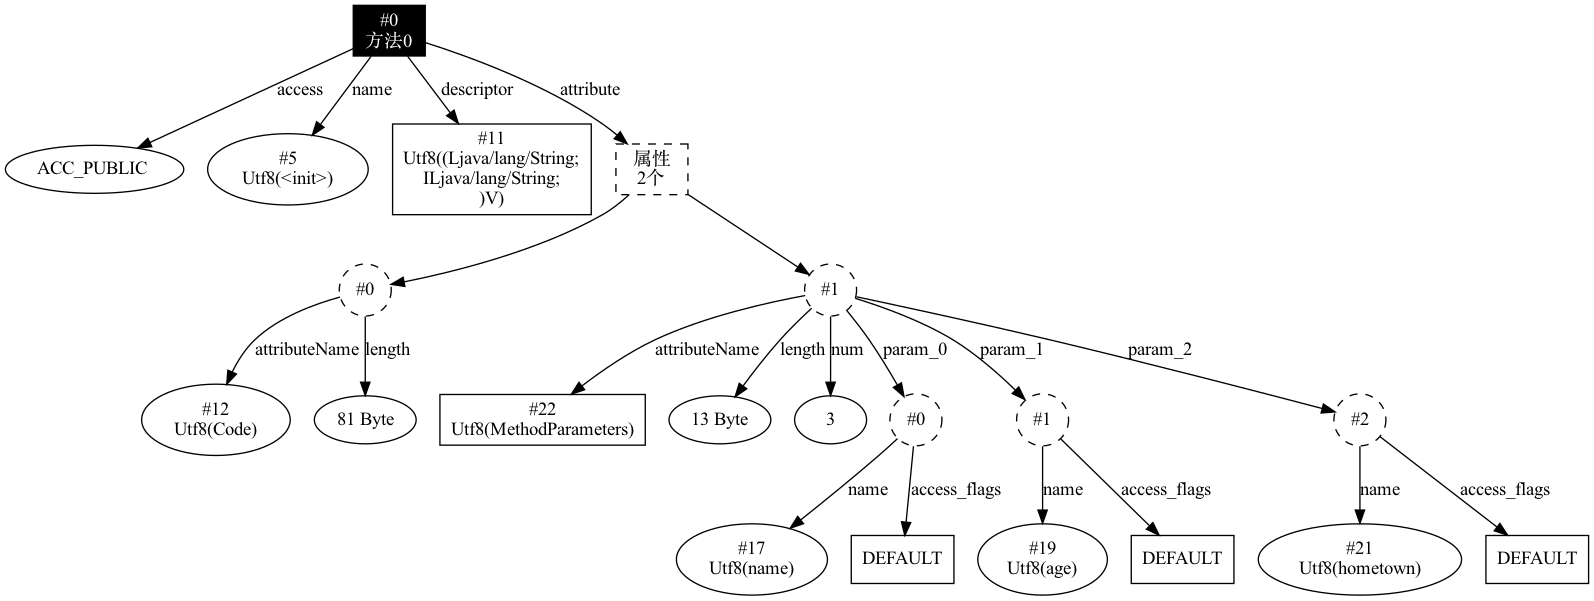 #0
方法0
access
name
descriptor
attribute
ACC_PUBLIC
#5
Utf8(<init>)
#11
Utf8((Ljava/lang/String;
ILjava/lang/String;
)V)
属性
2个
#0
#1
attributeName
length
attributeName
length
num
param_0
param_1
param_2
#12
Utf8(Code)
81 Byte
#22
Utf8(MethodParameters)
13 Byte
3
#0
#1
#2
name
access_flags
name
access_flags
name
access_flags
#17
Utf8(name)
DEFAULT
#19
Utf8(age)
DEFAULT
#21
Utf8(hometown)
DEFAULT